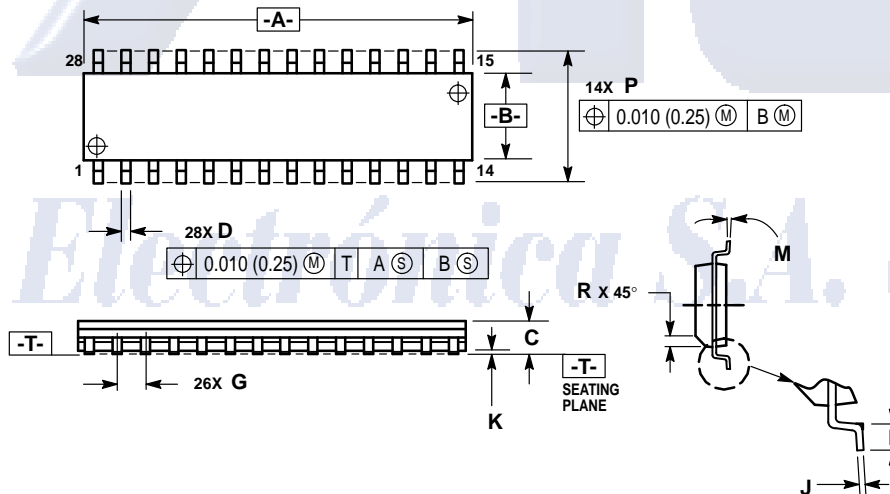 -A-
28
15
14X P
⌖ 0.010 (0.25) Ⓜ B Ⓜ
-B-
1
14
28X D
⌖ 0.010 (0.25) Ⓜ T A Ⓢ B Ⓢ
Electrónica S.A.
M
R X 45°
-T-
C
26X G
-T-
SEATING
PLANE
K
J